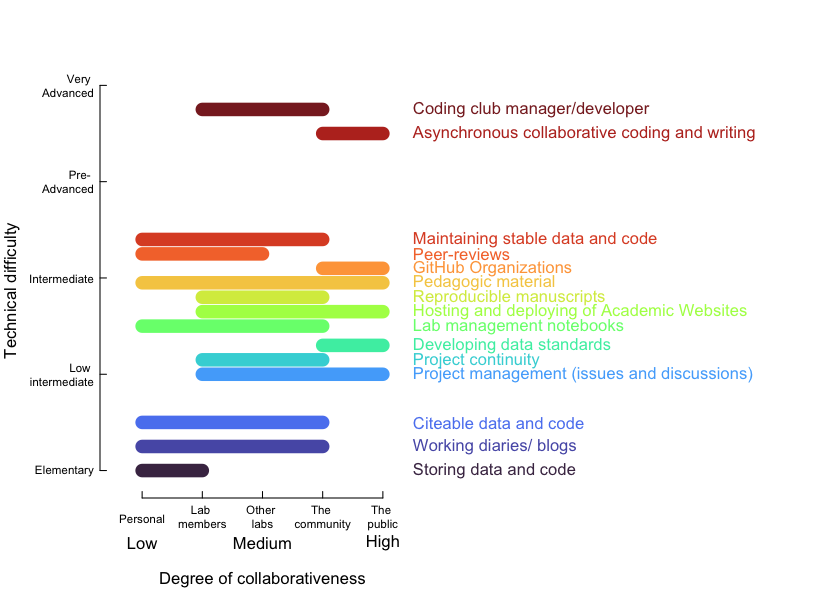 Very
Advanced
Coding club manager/developer
Asynchronous collaborative coding and writing
Pre-
Advanced
Technical difficulty
Maintaining stable data and code
Peer-reviews
GitHub Organizations
Intermediate
Pedagogic material
Reproducible manuscripts
Hosting and deploying of Academic Websites
Lab management notebooks
Developing data standards
Project continuity
Low
intermediate
Project management (issues and discussions)
Citeable data and code
Working diaries/ blogs
Elementary
Storing data and code
Personal
Lab
members
Other
labs
The
community
The
public
Low
Medium
High
Degree of collaborativeness